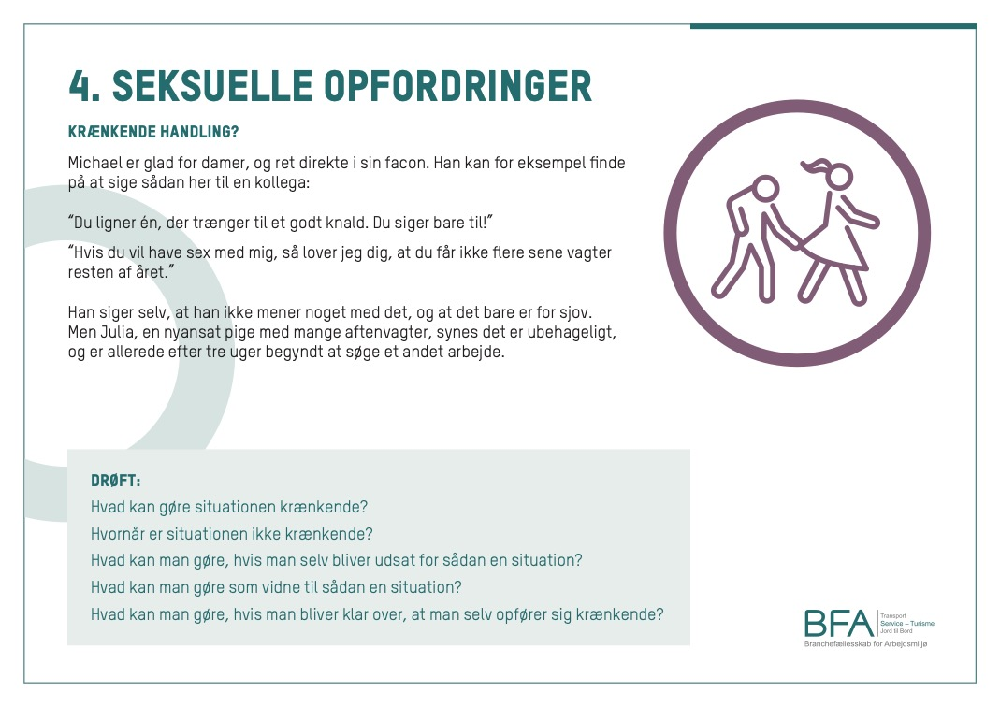 4. SEKSUELLE OPFORDRINGER
KRÆNKENDE HANDLING?
Michael er glad for damer, og ret direkte i sin facon. Han kan for eksempel finde
på at sige sådan her til en kollega:
“Du ligner én, der trænger til et godt knald. Du siger bare til!”
“Hvis du vil have sex med mig, så lover jeg dig, at du får ikke flere sene vagter
resten af året.”
Han siger selv, at han ikke mener noget med det, og at det bare er for sjov.
Men Julia, en nyansat pige med mange aftenvagter, synes det er ubehageligt,
og er allerede efter tre uger begyndt at søge et andet arbejde.
DRØFT:
Hvad kan gøre situationen krænkende?
Hvornår er situationen ikke krænkende?
Hvad kan man gøre, hvis man selv bliver udsat for sådan en situation?
Hvad kan man gøre som vidne til sådan en situation?
Hvad kan man gøre, hvis man bliver klar over, at man selv opfører sig krænkende?
BFA
Transport
Service – Turisme
Jord til Bord
Branchefællesskab for Arbejdsmiljø